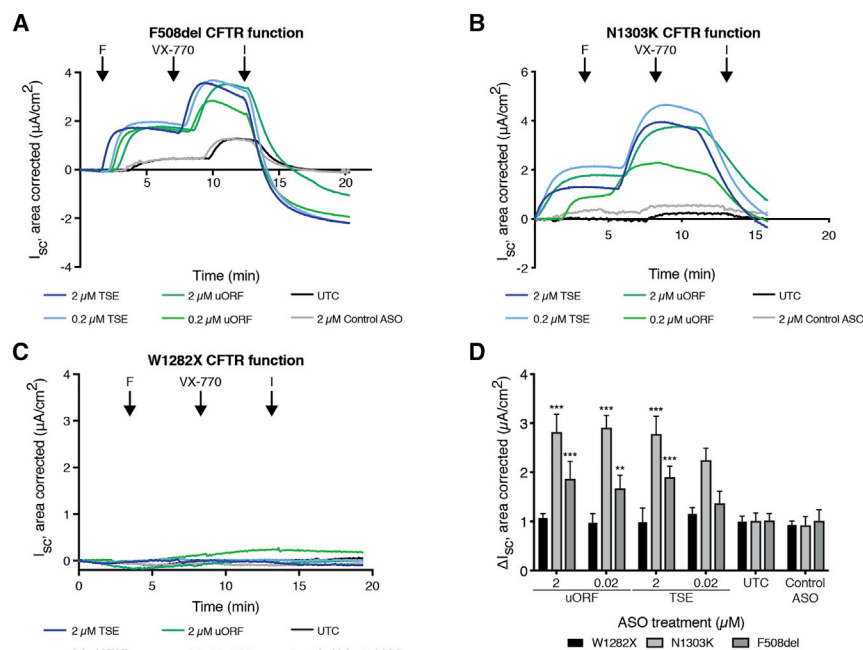 A
F508del CFTR function
F
VX-770
I
4
2
0
-2
-4
5
10
15
20
Isc, area corrected (µA/cm²)
Time (min)
2 µM TSE
2 µM uORF
UTC
0.2 µM TSE
0.2 µM uORF
2 µM Control ASO
B
N1303K CFTR function
F
VX-770
I
6
4
2
0
-2
5
10
15
20
Isc, area corrected (µA/cm²)
Time (min)
2 µM TSE
2 µM uORF
UTC
0.2 µM TSE
0.2 µM uORF
2 µM Control ASO
C
W1282X CFTR function
F
VX-770
I
4
3
2
1
0
0
5
10
15
20
Isc, area corrected (µA/cm²)
Time (min)
2 µM TSE
2 µM uORF
UTC
D
4
3
2
1
0
ΔIsc, area corrected (µA/cm²)
*** *** ***
*** ** ***
2 0.02 2 0.02 UTC Control
ASO
uORF TSE
ASO treatment (µM)
W1282X N1303K F508del